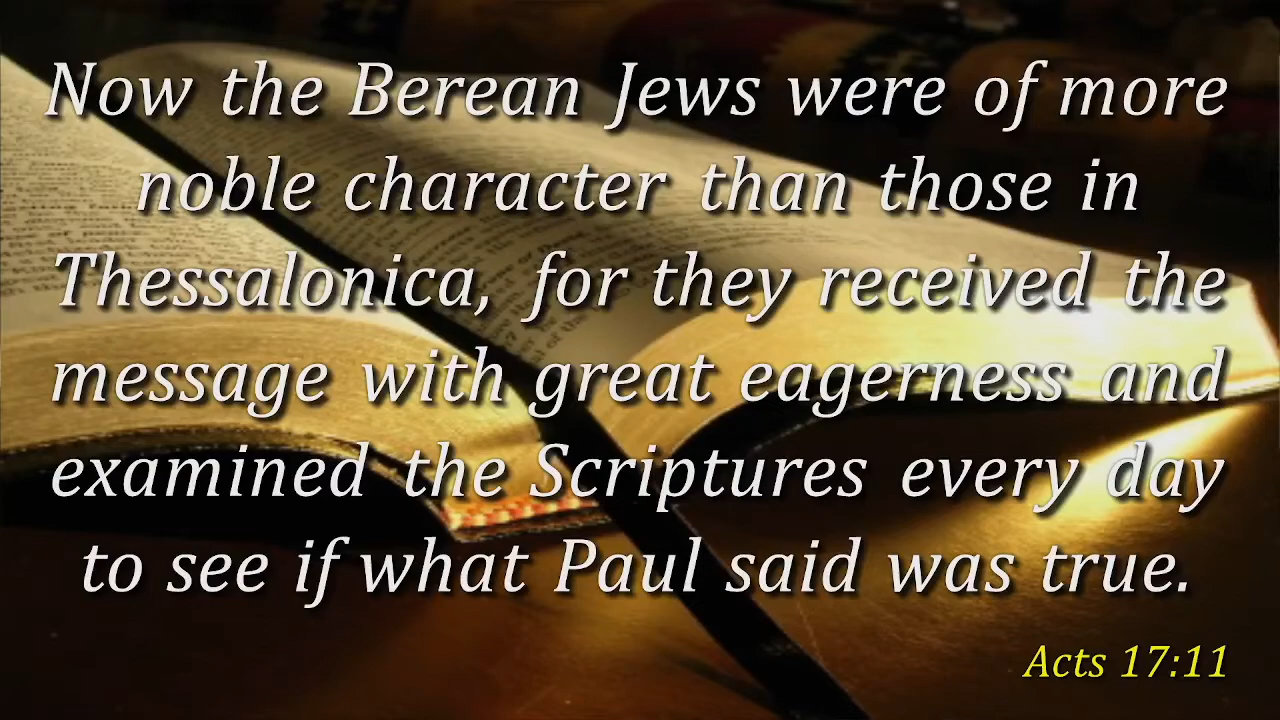 Now the Berean Jews were of more
noble character than those in
Thessalonica, for they received the
message with great eagerness and
examined the Scriptures every day
to see if what Paul said was true.
Acts 17:11